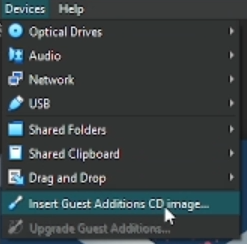 Devices Help
Optical Drives
Audio
Network
USB
Shared Folders
Shared Clipboard
Drag and Drop
Insert Guest Additions CD image...
Upgrade Guest Additions...